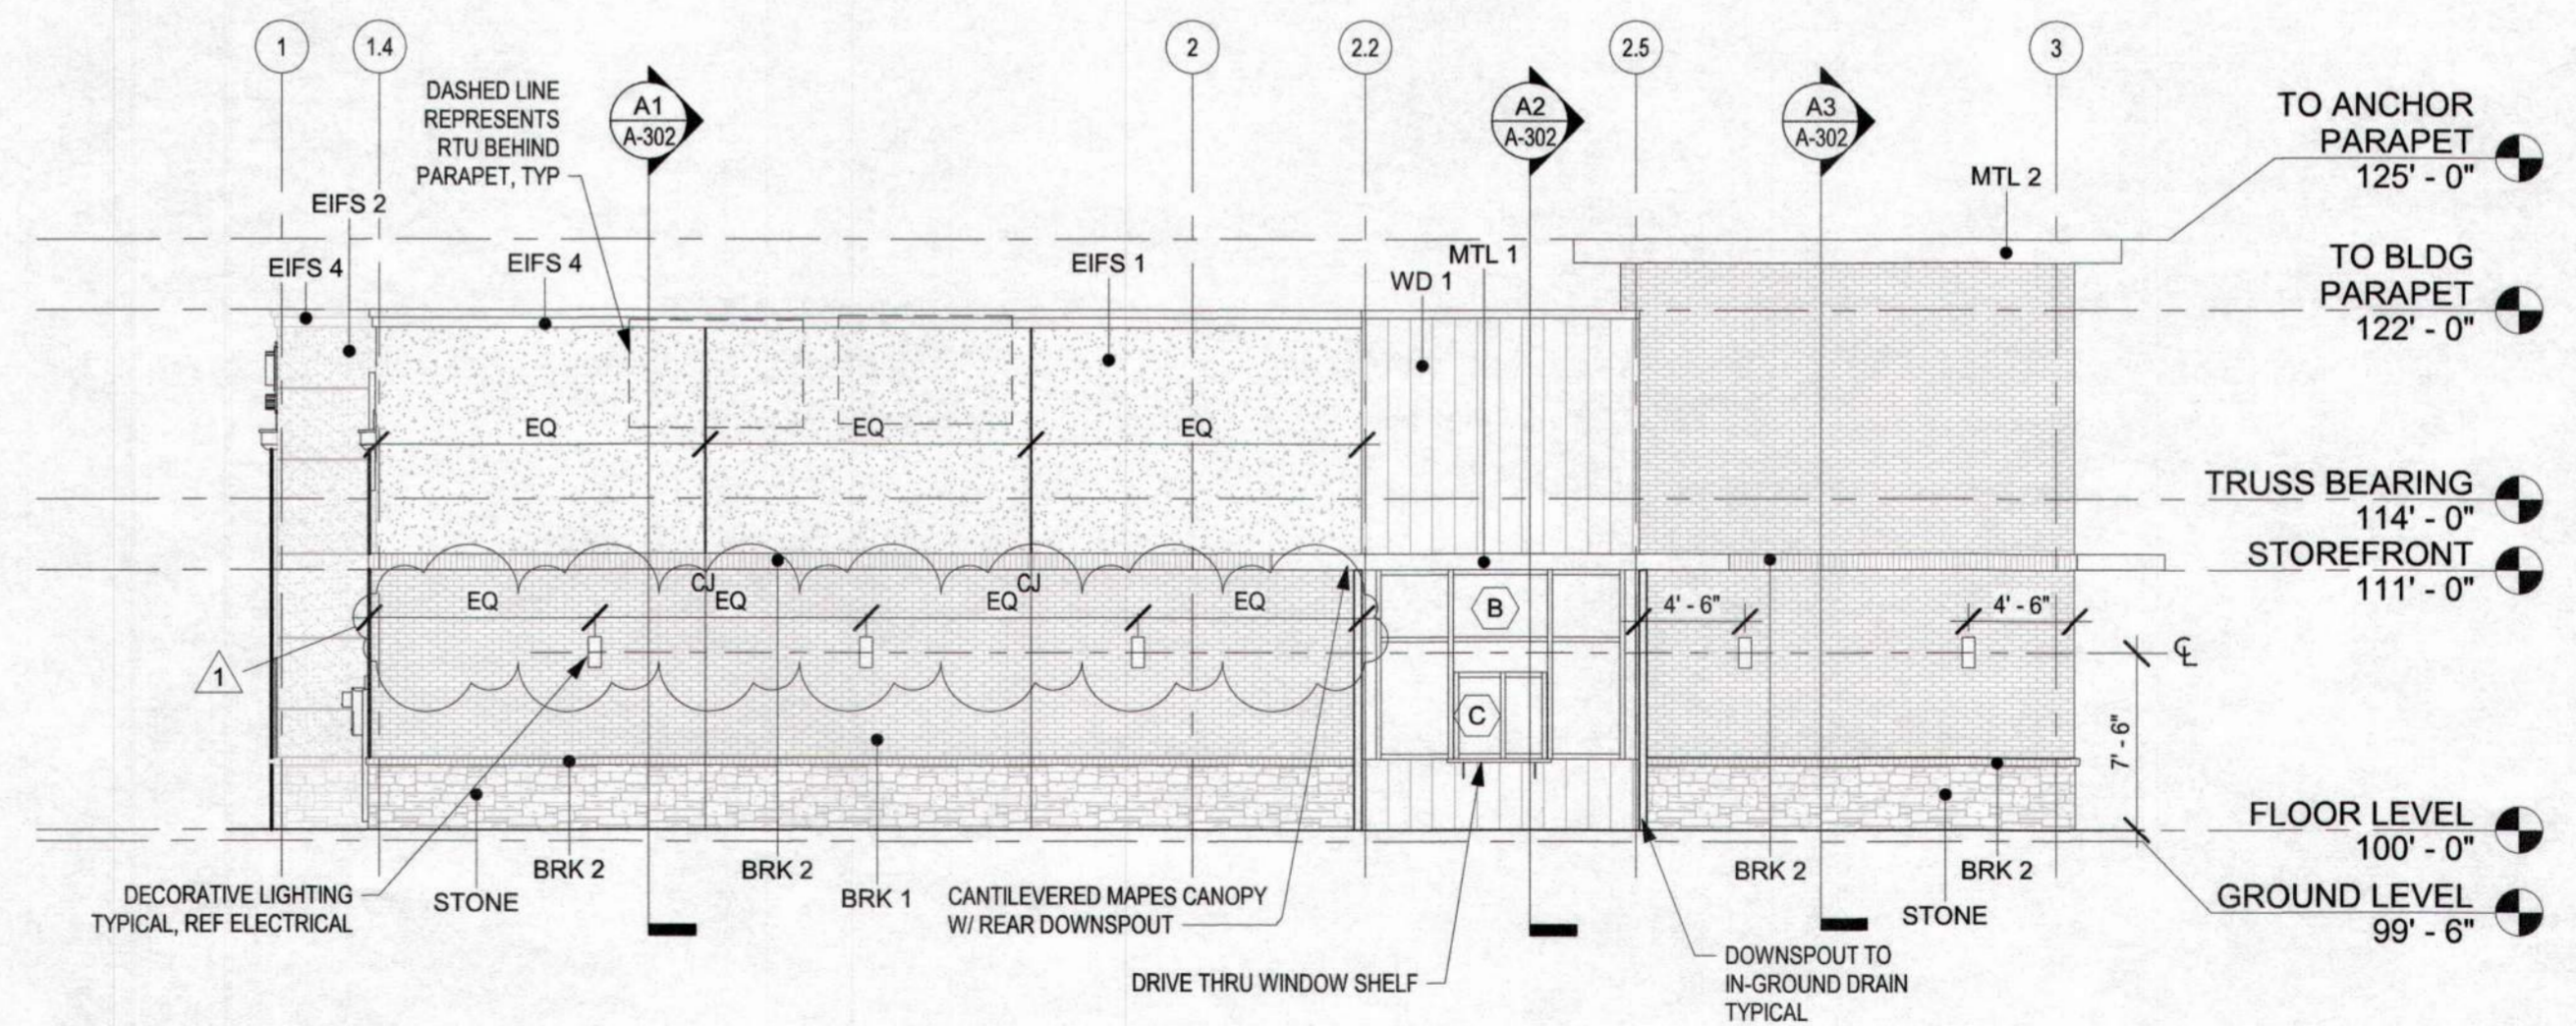 1
1.4
2
2.2
2.5
3
DASHED LINE
REPRESENTS
RTU BEHIND
PARAPET, TYP
A1
A-302
A2
A-302
A3
A-302
TO ANCHOR
PARAPET
125' - 0"
MTL 2
EIFS 2
EIFS 4
EIFS 4
EIFS 1
MTL 1
WD 1
TO BLDG
PARAPET
122' - 0"
EQ
EQ
EQ
TRUSS BEARING
114' - 0"
STOREFRONT
111' - 0"
CJ
CJ
EQ
EQ
EQ
EQ
B
4' - 6"
4' - 6"
℄
1
C
7' - 6"
FLOOR LEVEL
100' - 0"
GROUND LEVEL
99' - 6"
DECORATIVE LIGHTING
TYPICAL, REF ELECTRICAL
STONE
BRK 2
BRK 2
BRK 1
CANTILEVERED MAPES CANOPY
W/ REAR DOWNSPOUT
BRK 2
BRK 2
STONE
DRIVE THRU WINDOW SHELF
DOWNSPOUT TO
IN-GROUND DRAIN
TYPICAL